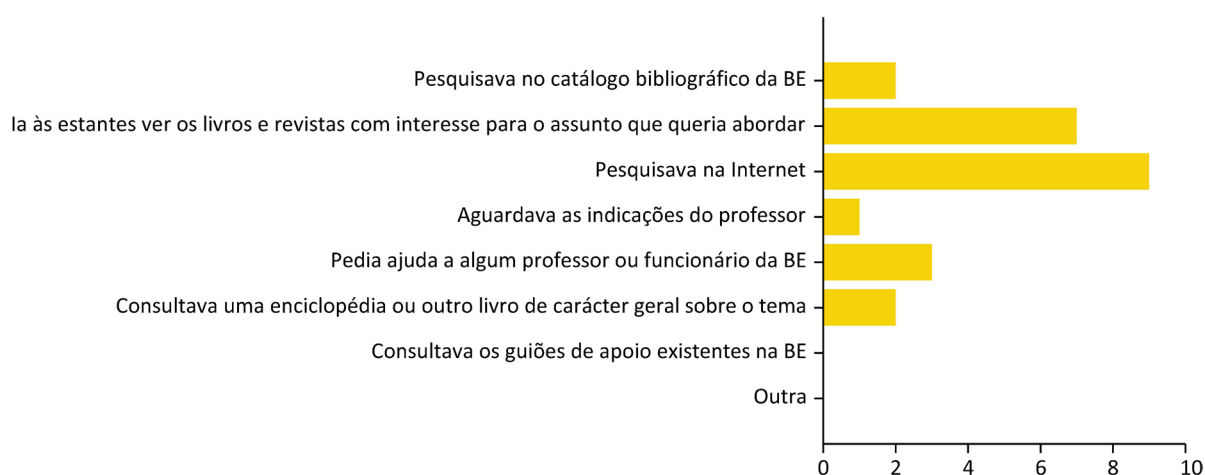 Pesquisava no catálogo bibliográfico da BE
Ia às estantes ver os livros e revistas com interesse para o assunto que queria abordar
Pesquisava na Internet
Aguardava as indicações do professor
Pedia ajuda a algum professor ou funcionário da BE
Consultava uma enciclopédia ou outro livro de carácter geral sobre o tema
Consultava os guiões de apoio existentes na BE
Outra
0 2 4 6 8 10